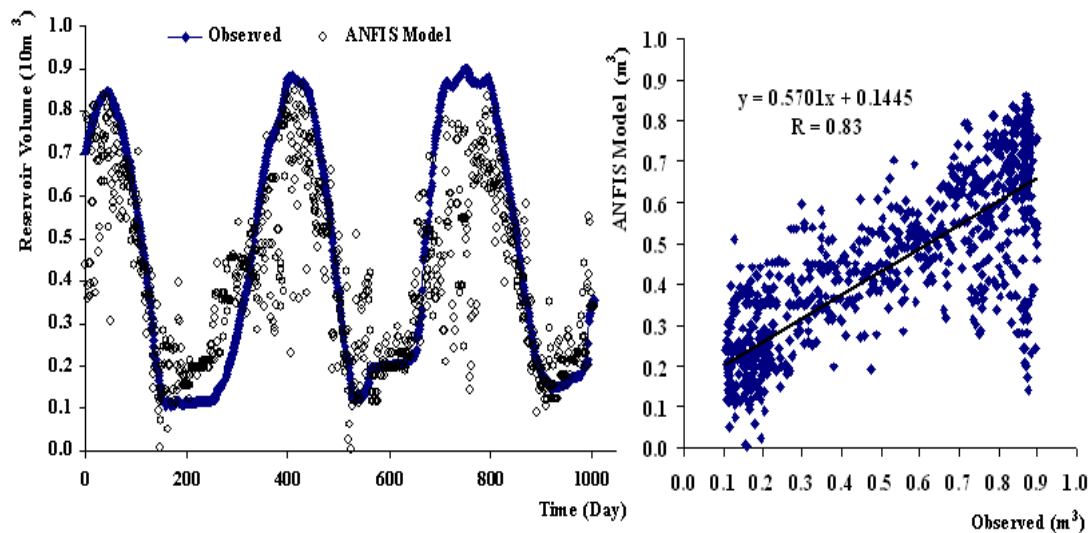 Observed ANFIS Model
Reservoir Volume (10m³)
1.0
0.9
0.8
0.7
0.6
0.5
0.4
0.3
0.2
0.1
0.0
0 200 400 600 800 1000
Time (Day)
ANFIS Model (m³)
1.0
0.9
0.8
0.7
0.6
0.5
0.4
0.3
0.2
0.1
0.0
y = 0.5701x + 0.1445
R = 0.83
0.0 0.1 0.2 0.3 0.4 0.5 0.6 0.7 0.8 0.9 1.0
Observed (m³)